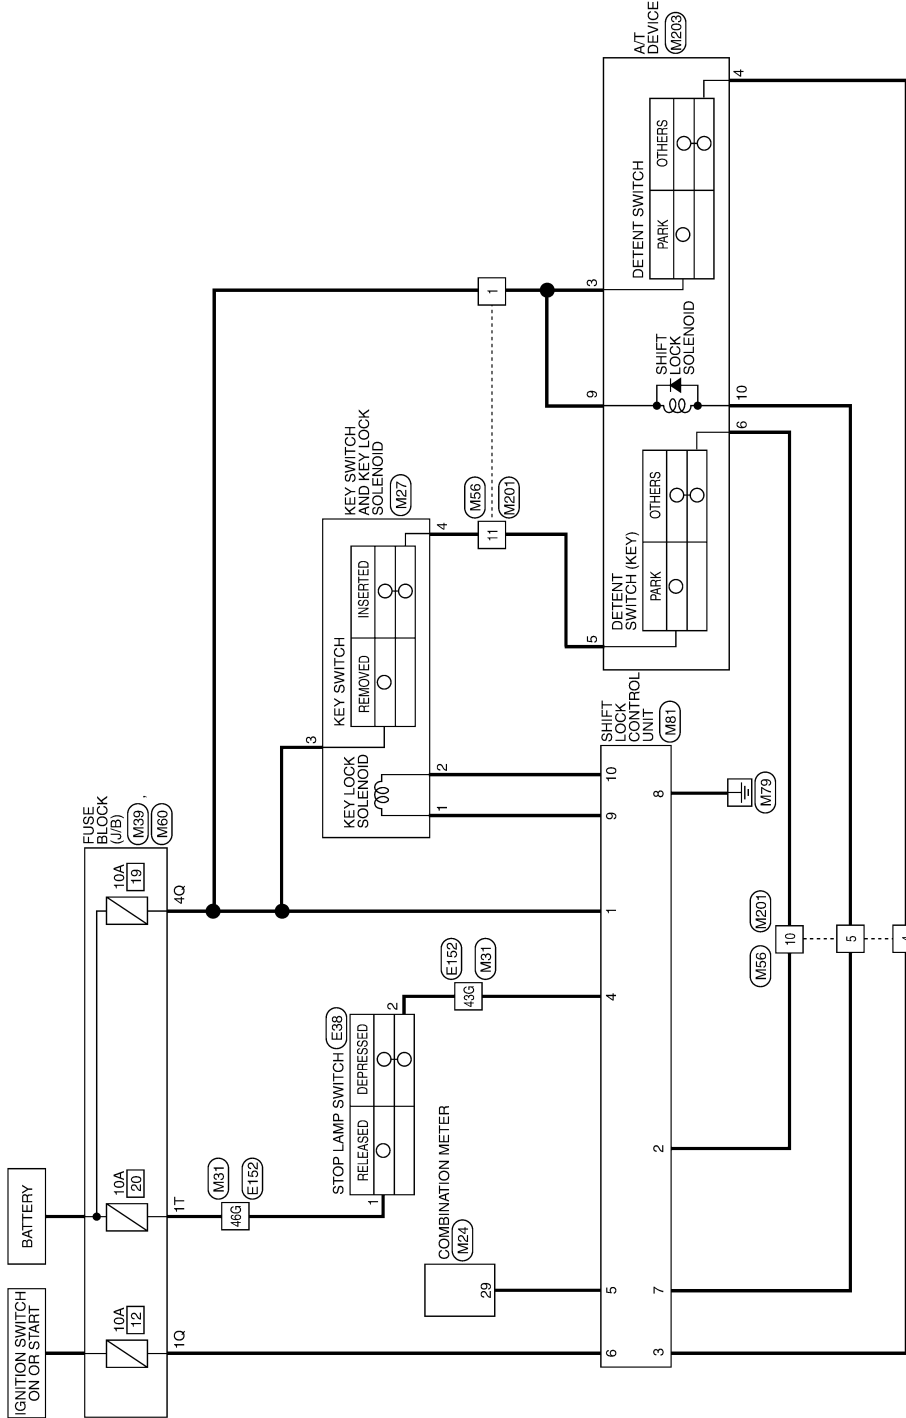 IGNITION SWITCH
ON OR START
BATTERY
FUSE
BLOCK
(J/B)
M39 ,
M60
10A
12
10A
20
10A
19
1Q
1T
4Q
M31
46G
E152
STOP LAMP SWITCH E38
RELEASED DEPRESSED
1
2
E152
43G
M31
COMBINATION METER
M24
29
KEY SWITCH
AND KEY LOCK
SOLENOID
M27
KEY LOCK
SOLENOID
KEY SWITCH
REMOVED INSERTED
3
1
2
4
M56
11
M201
1
SHIFT
LOCK
CONTROL
UNIT
M81
6
5
4
1
9
10
3
7
2
8
M79
A/T
DEVICE
M203
DETENT
SWITCH (KEY)
PARK OTHERS
SHIFT
LOCK
SOLENOID
DETENT SWITCH
PARK OTHERS
5
9
3
6
10
4
M56
10
M201
5